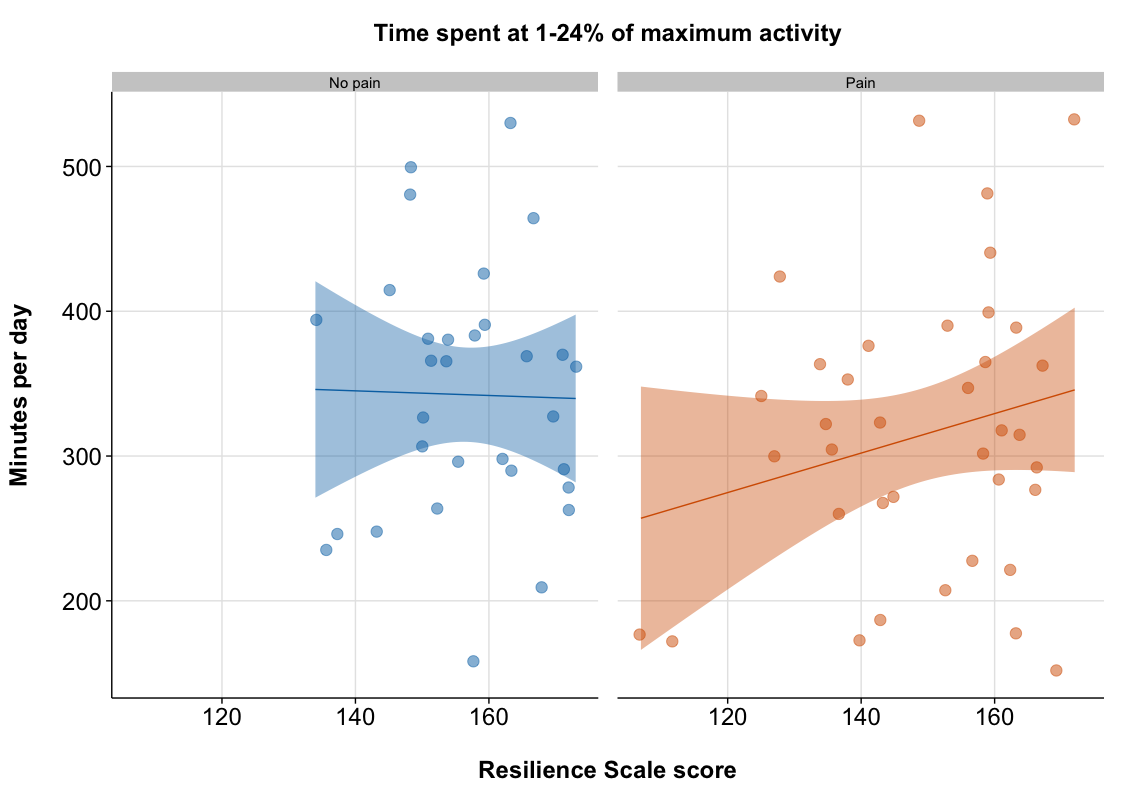 Time spent at 1-24% of maximum activity
No pain
Pain
Minutes per day
500
400
300
200
120 140 160
120 140 160
Resilience Scale score